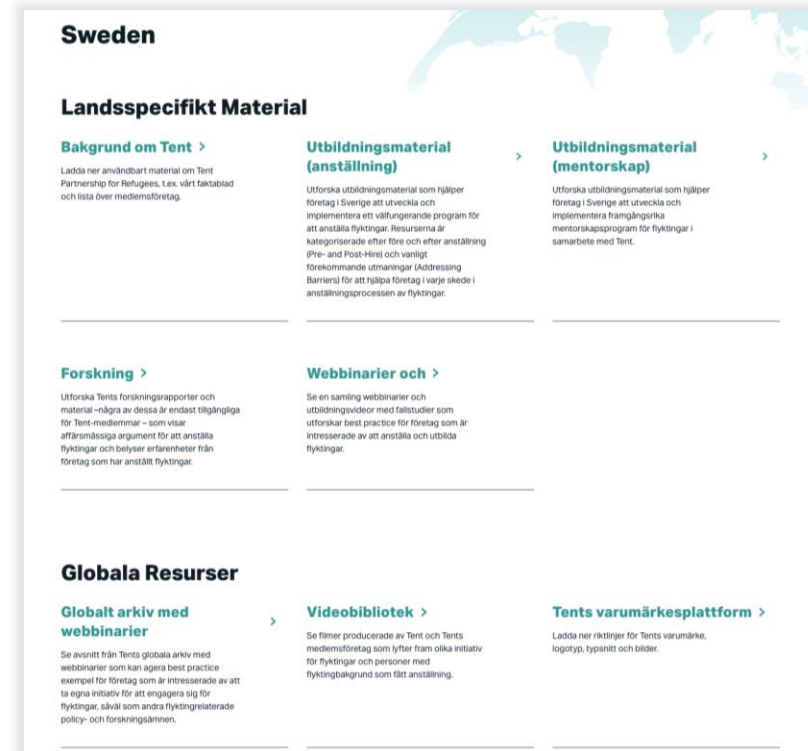 Sweden
Landsspecifikt Material
Bakgrund om Tent >
Ladda ner användbart material om Tent
Partnership for Refugees, t.ex. vårt faktablad
och lista över medlemsföretag.
Utbildningsmaterial
(anställning)
>
Utforska utbildningsmaterial som hjälper
företag i Sverige att utveckla och
implementera ett välfungerande program för
att anställa flyktingar. Resurserna är
kategoriserade efter före och efter anställning
(Pre- and Post-Hire) och vanligt
förekommande utmaningar (Addressing
Barriers) för att hjälpa företag i varje skede i
anställningsprocessen av flyktingar.
Utbildningsmaterial
(mentorskap)
>
Utforska utbildningsmaterial som hjälper
företag i Sverige att utveckla och
implementera framgångsrika
mentorskapsprogram för flyktingar i
samarbete med Tent.
Forskning >
Utforska Tents forskningsrapporter och
material –några av dessa är endast tillgängliga
för Tent-medlemmar – som visar
affärsmässiga argument för att anställa
flyktingar och belyser erfarenheter från
företag som har anställt flyktingar.
Webbinarier och >
Se en samling webbinarier och
utbildningsvideor med fallstudier som
utforskar best practice för företag som är
intresserade av att anställa och utbilda
flyktingar.
Globala Resurser
Globalt arkiv med
webbinarier
>
Se avsnitt från Tents globala arkiv med
webbinarier som kan agera best practice
exempel för företag som är intresserade av att
ta egna initiativ för att engagera sig för
flyktingar, såväl som andra flyktingrelaterade
policy- och forskningsämnen.
Videobibliotek >
Se filmer producerade av Tent och Tents
medlemsföretag som lyfter fram olika initiativ
för flyktingar och personer med
flyktingbakgrund som fått anställning.
Tents varumärkesplattform >
Ladda ner riktlinjer för Tents varumärke,
logotyp, typsnitt och bilder.